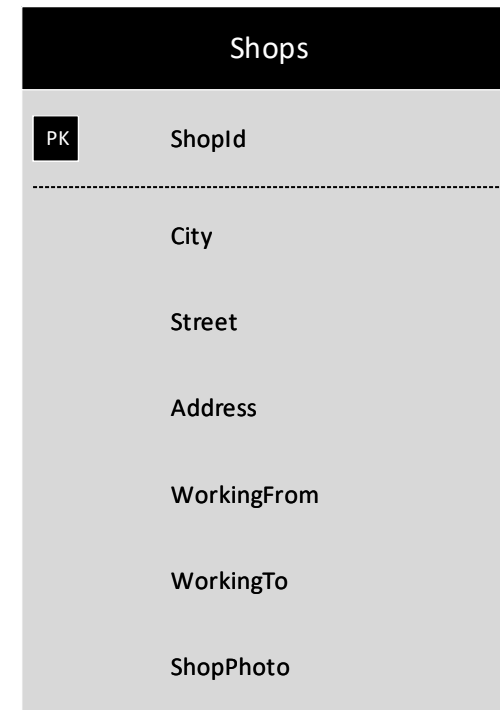 Shops
PK ShopId
City
Street
Address
WorkingFrom
WorkingTo
ShopPhoto